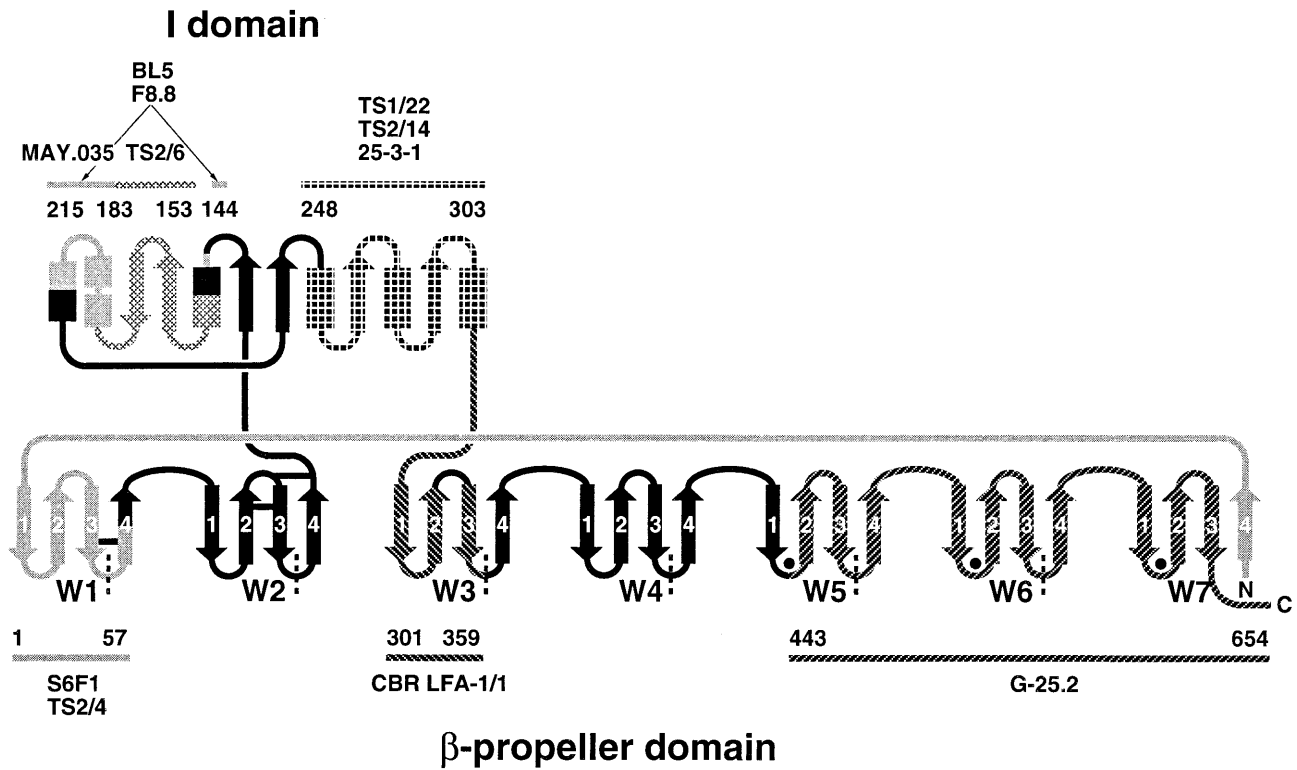 I domain
BL5
F8.8
TS1/22
TS2/14
25-3-1
MAY.035 TS2/6
215 183 153 144 248 303
1 2 3 4 1 2 3 4 1 2 3 4 1 2 3 4 1 2 3 4 1 2 3 4 1 2 3 4
W1 W2 W3 W4 W5 W6 W7 N
C
1 57 301 359 443 654
S6F1 CBR LFA-1/1 G-25.2
TS2/4
β-propeller domain